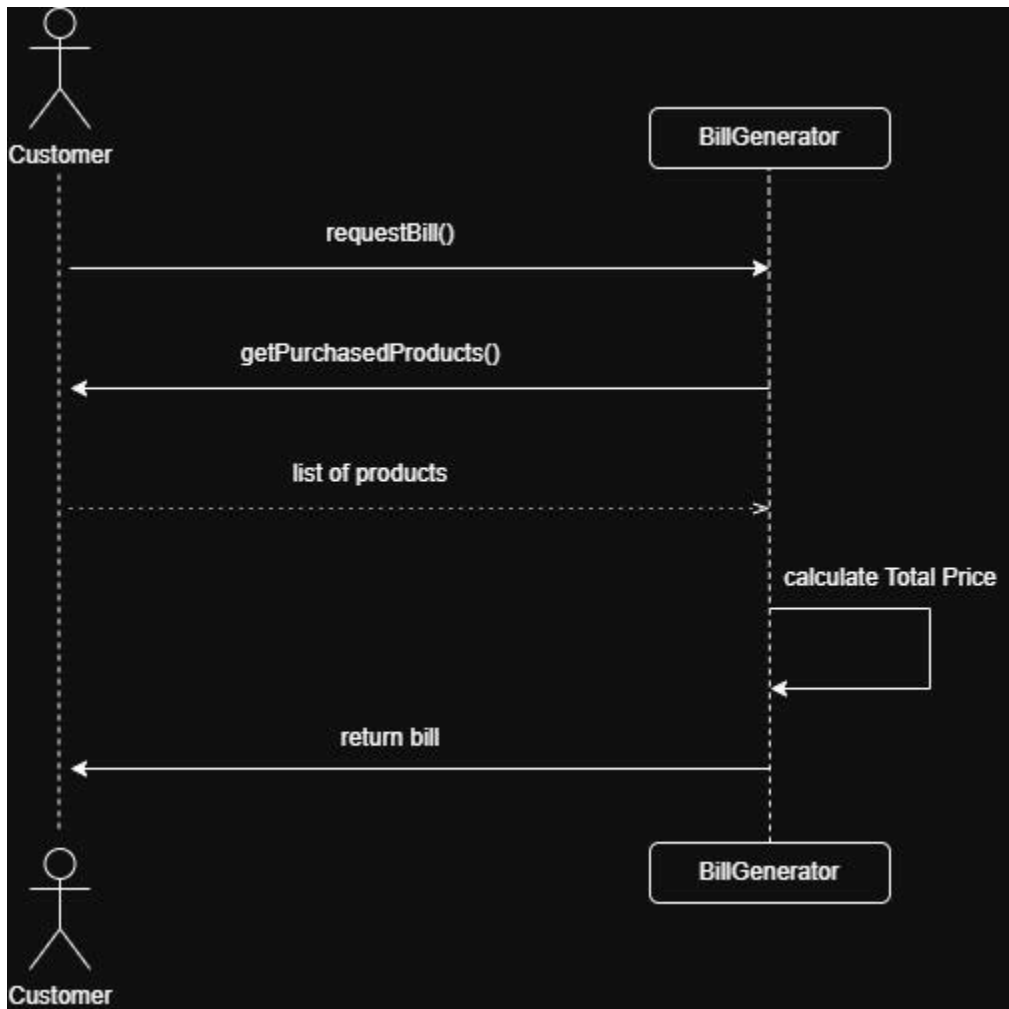 Customer
BillGenerator
requestBill()
getPurchasedProducts()
list of products
calculate Total Price
return bill
BillGenerator
Customer